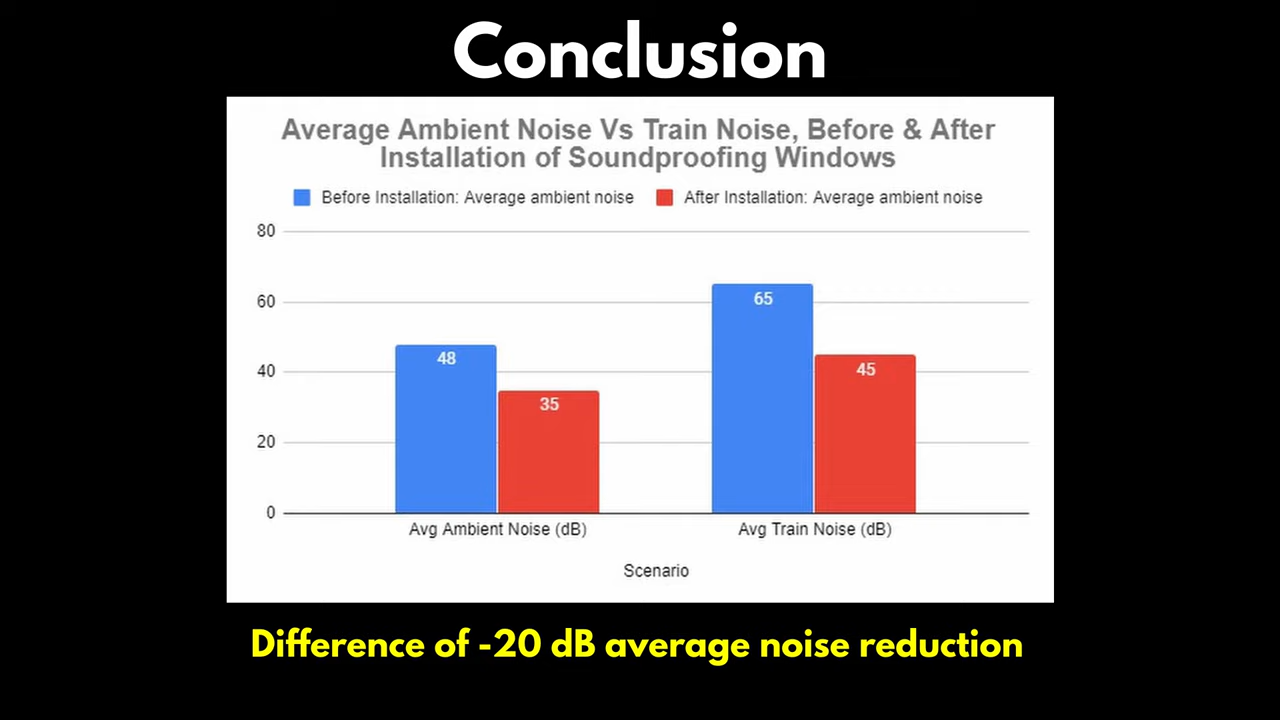 Conclusion
Average Ambient Noise Vs Train Noise, Before & After
Installation of Soundproofing Windows
Before Installation: Average ambient noise
After Installation: Average ambient noise
80
60
40
20
0
48
35
65
45
Avg Ambient Noise (dB)
Avg Train Noise (dB)
Scenario
Difference of -20 dB average noise reduction